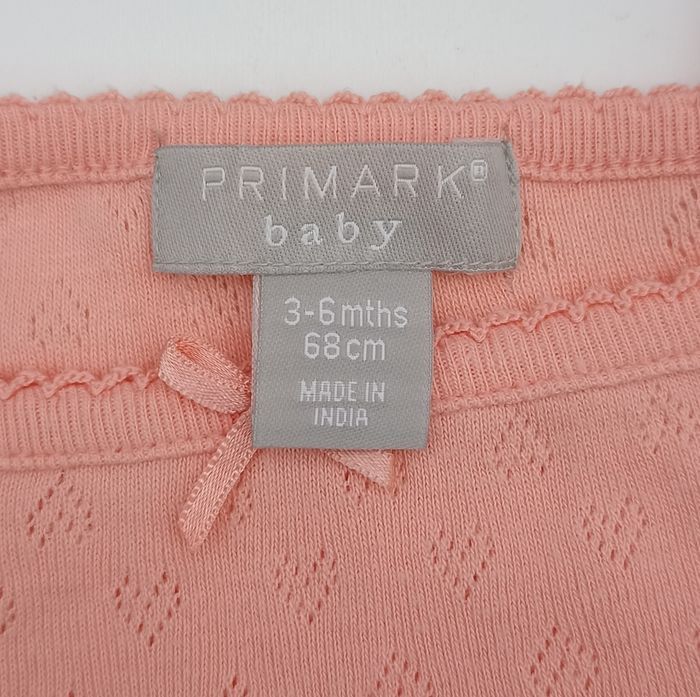 PRIMARK®
baby
3-6mths
68cm
MADE IN
INDIA